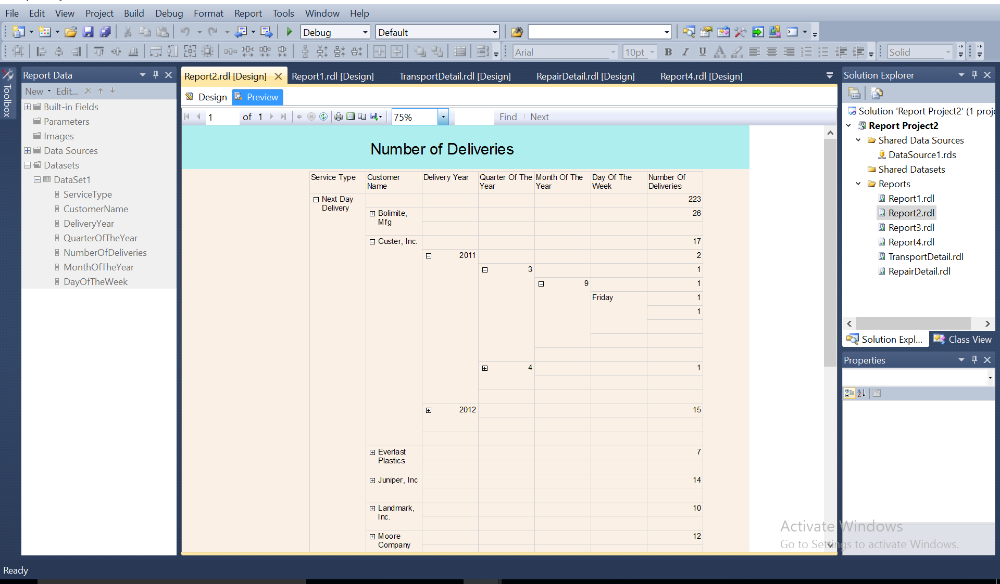 File Edit View Project Build Debug Format Report Tools Window Help
Debug Default
Arial 10pt B I U A Solid
Toolbox
Report Data
New Edit...
Built-in Fields
Parameters
Images
Data Sources
Datasets
DataSet1
ServiceType
CustomerName
DeliveryYear
QuarterOfTheYear
NumberOfDeliveries
MonthOfTheYear
DayOfTheWeek
Report2.rdl [Design] Report1.rdl [Design] TransportDetail.rdl [Design] RepairDetail.rdl [Design] Report4.rdl [Design]
Design Preview
1 of 1 75% Find Next
Number of Deliveries
Service Type Customer Name Delivery Year Quarter Of The Year Month Of The Year Day Of The Week Number Of Deliveries
Next Day Delivery 223
Bolimite, Mfg 26
Custer, Inc. 17
2011 2
3 1
9 1
Friday 1
1
4 1
2012 15
Everlast Plastics 7
Juniper, Inc 14
Landmark, Inc. 10
Moore Company 12
Solution Explorer
Solution 'Report Project2' (1 proje
Report Project2
Shared Data Sources
DataSource1.rds
Shared Datasets
Reports
Report1.rdl
Report2.rdl
Report3.rdl
Report4.rdl
TransportDetail.rdl
RepairDetail.rdl
Solution Expl... Class View
Properties
Activate Windows
Go to Settings to activate Windows.
Ready